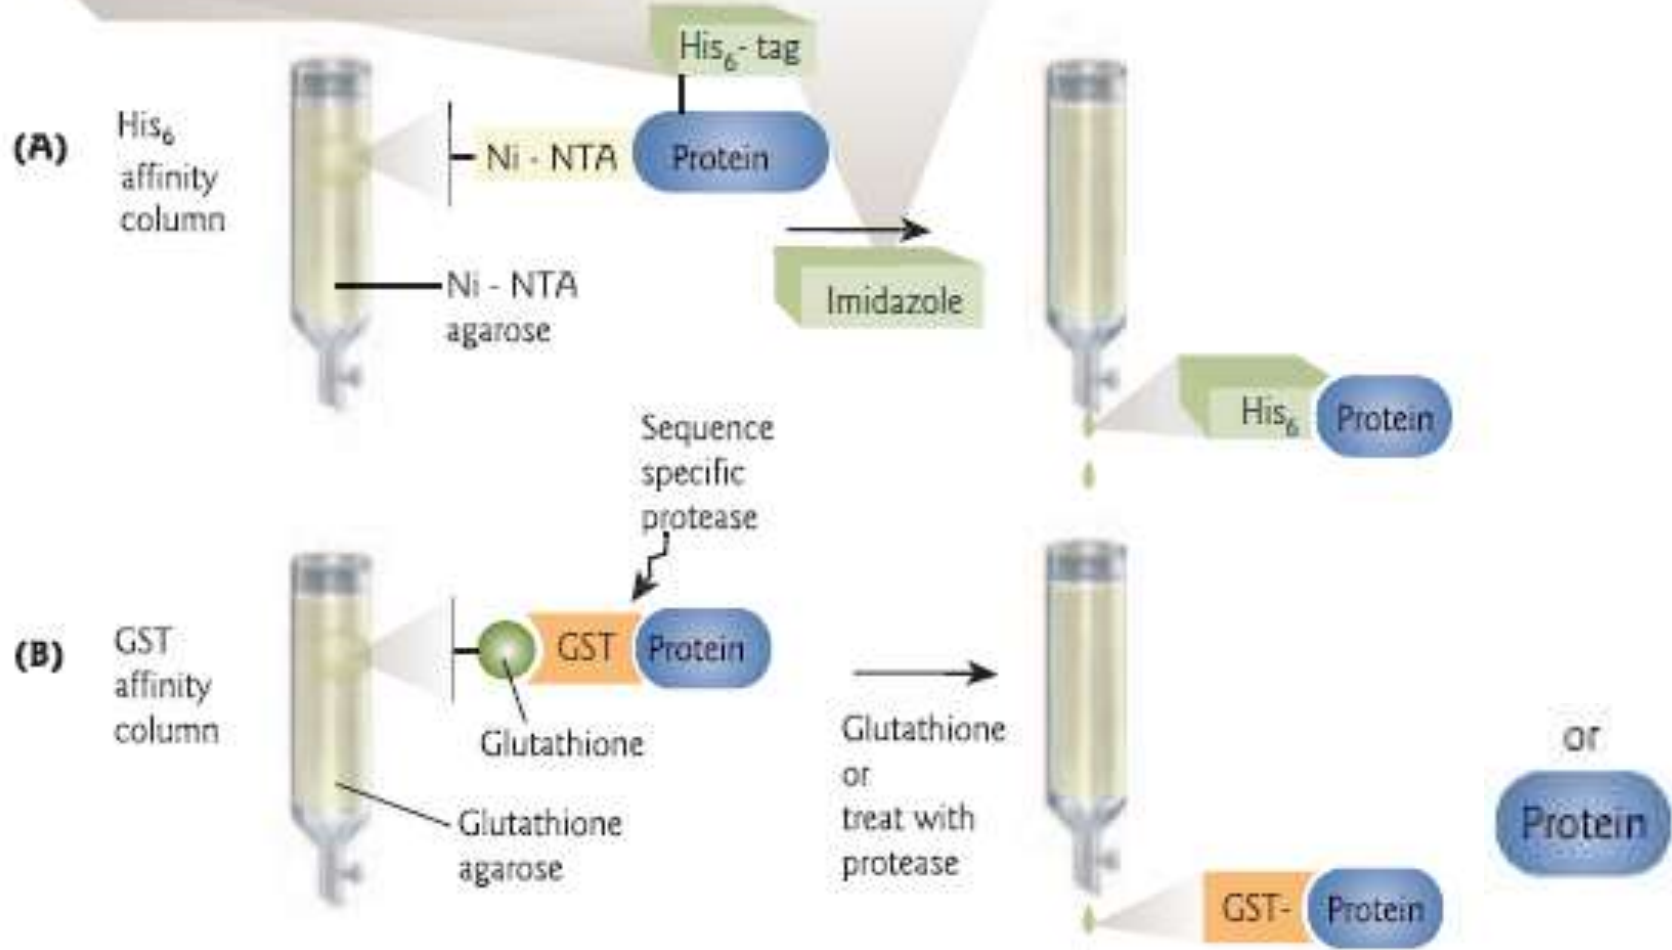 His₆- tag
(A)
His₆
affinity
column
Ni - NTA
Protein
Ni - NTA
agarose
Imidazole
His₆
Protein
Sequence
specific
protease
(B)
GST
affinity
column
GST
Protein
Glutathione
Glutathione
agarose
Glutathione
or
treat with
protease
or
Protein
GST-
Protein